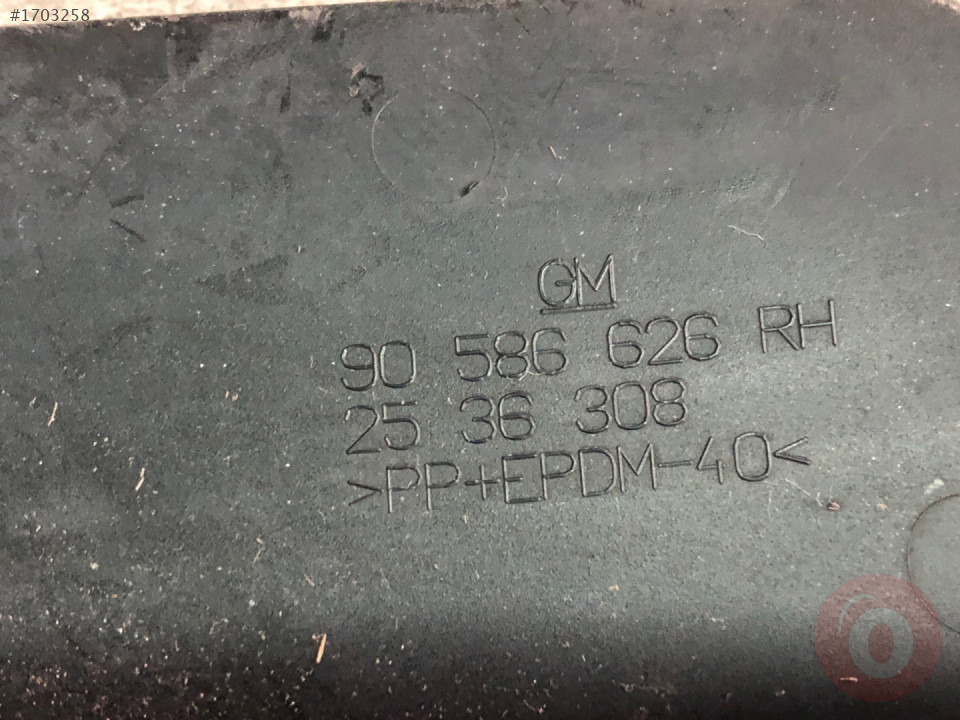 #1703258
GM
90 586 626 RH
25 36 308
>PP+EPDM-40<